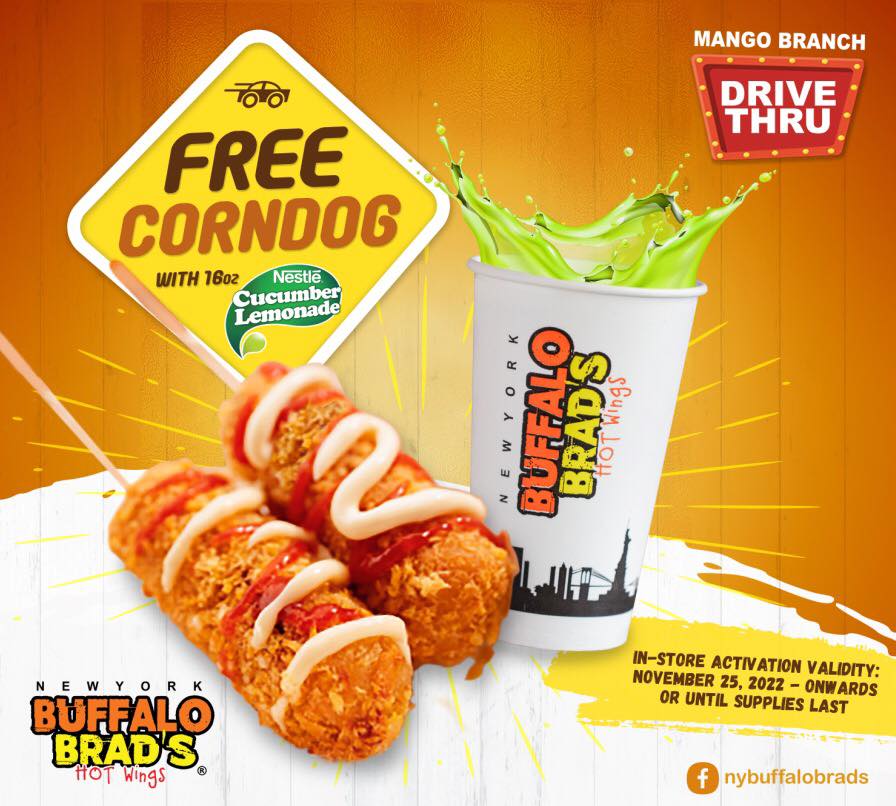 MANGO BRANCH
DRIVE
THRU
FREE
CORNDOG
WITH 16oz
Nestlé
Cucumber
Lemonade
NEW YORK
BUFFALO
BRAD'S
HOT Wings
IN-STORE ACTIVATION VALIDITY:
NOVEMBER 25, 2022 - ONWARDS
OR UNTIL SUPPLIES LAST
NEW YORK
BUFFALO
BRAD'S
HOT Wings ®
f nybuffalobrads